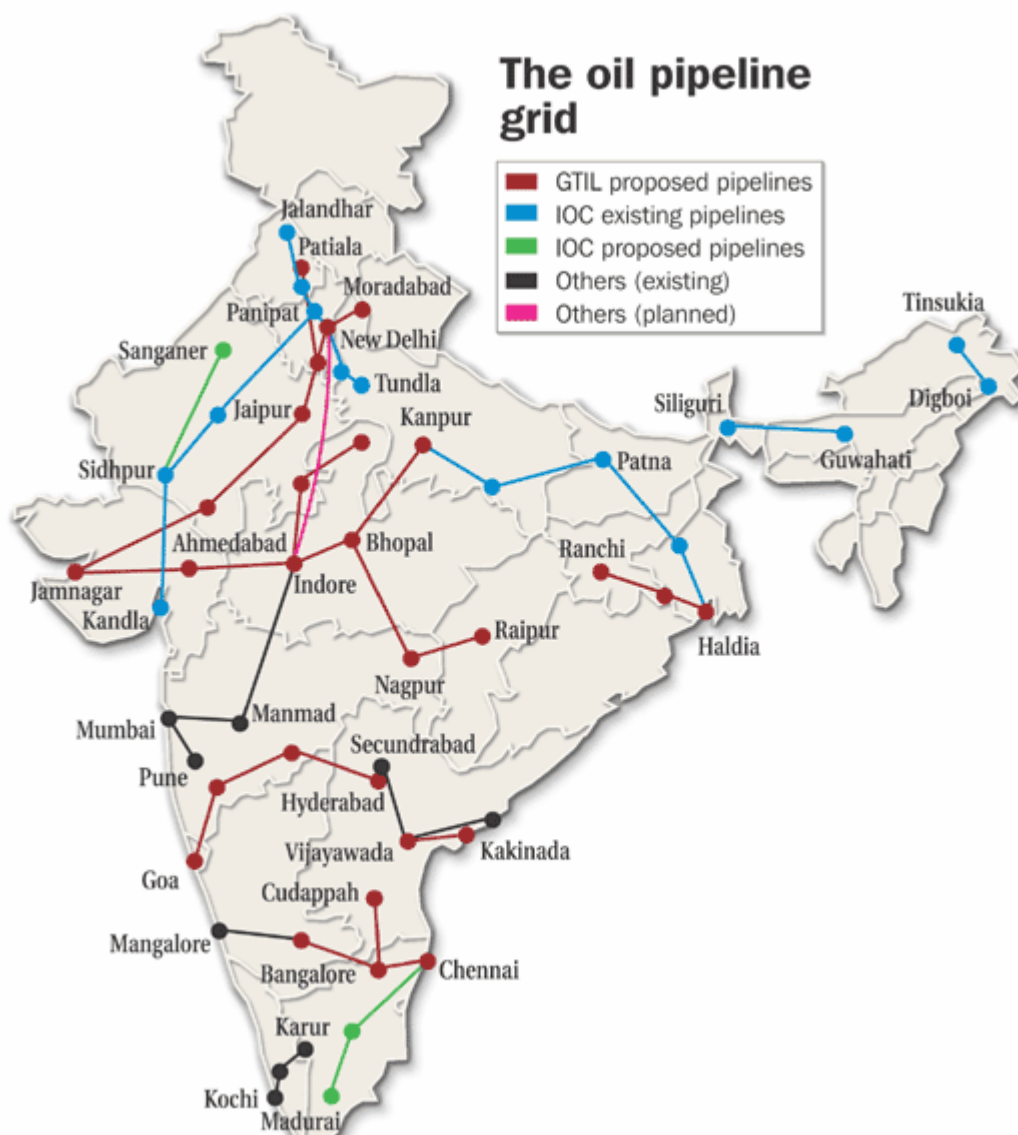 The oil pipeline
grid
GTIL proposed pipelines
IOC existing pipelines
IOC proposed pipelines
Others (existing)
Others (planned)
Jalandhar
Patiala
Moradabad
Panipat
New Delhi
Sanganer
Tundla
Jaipur
Kanpur
Tinsukia
Digboi
Siliguri
Guwahati
Sidhpur
Patna
Ahmedabad
Bhopal
Ranchi
Jamnagar
Indore
Kandla
Haldia
Raipur
Nagpur
Mumbai
Manmad
Secundrabad
Pune
Hyderabad
Vijayawada
Kakinada
Goa
Cudappah
Mangalore
Bangalore
Chennai
Karur
Kochi
Madurai